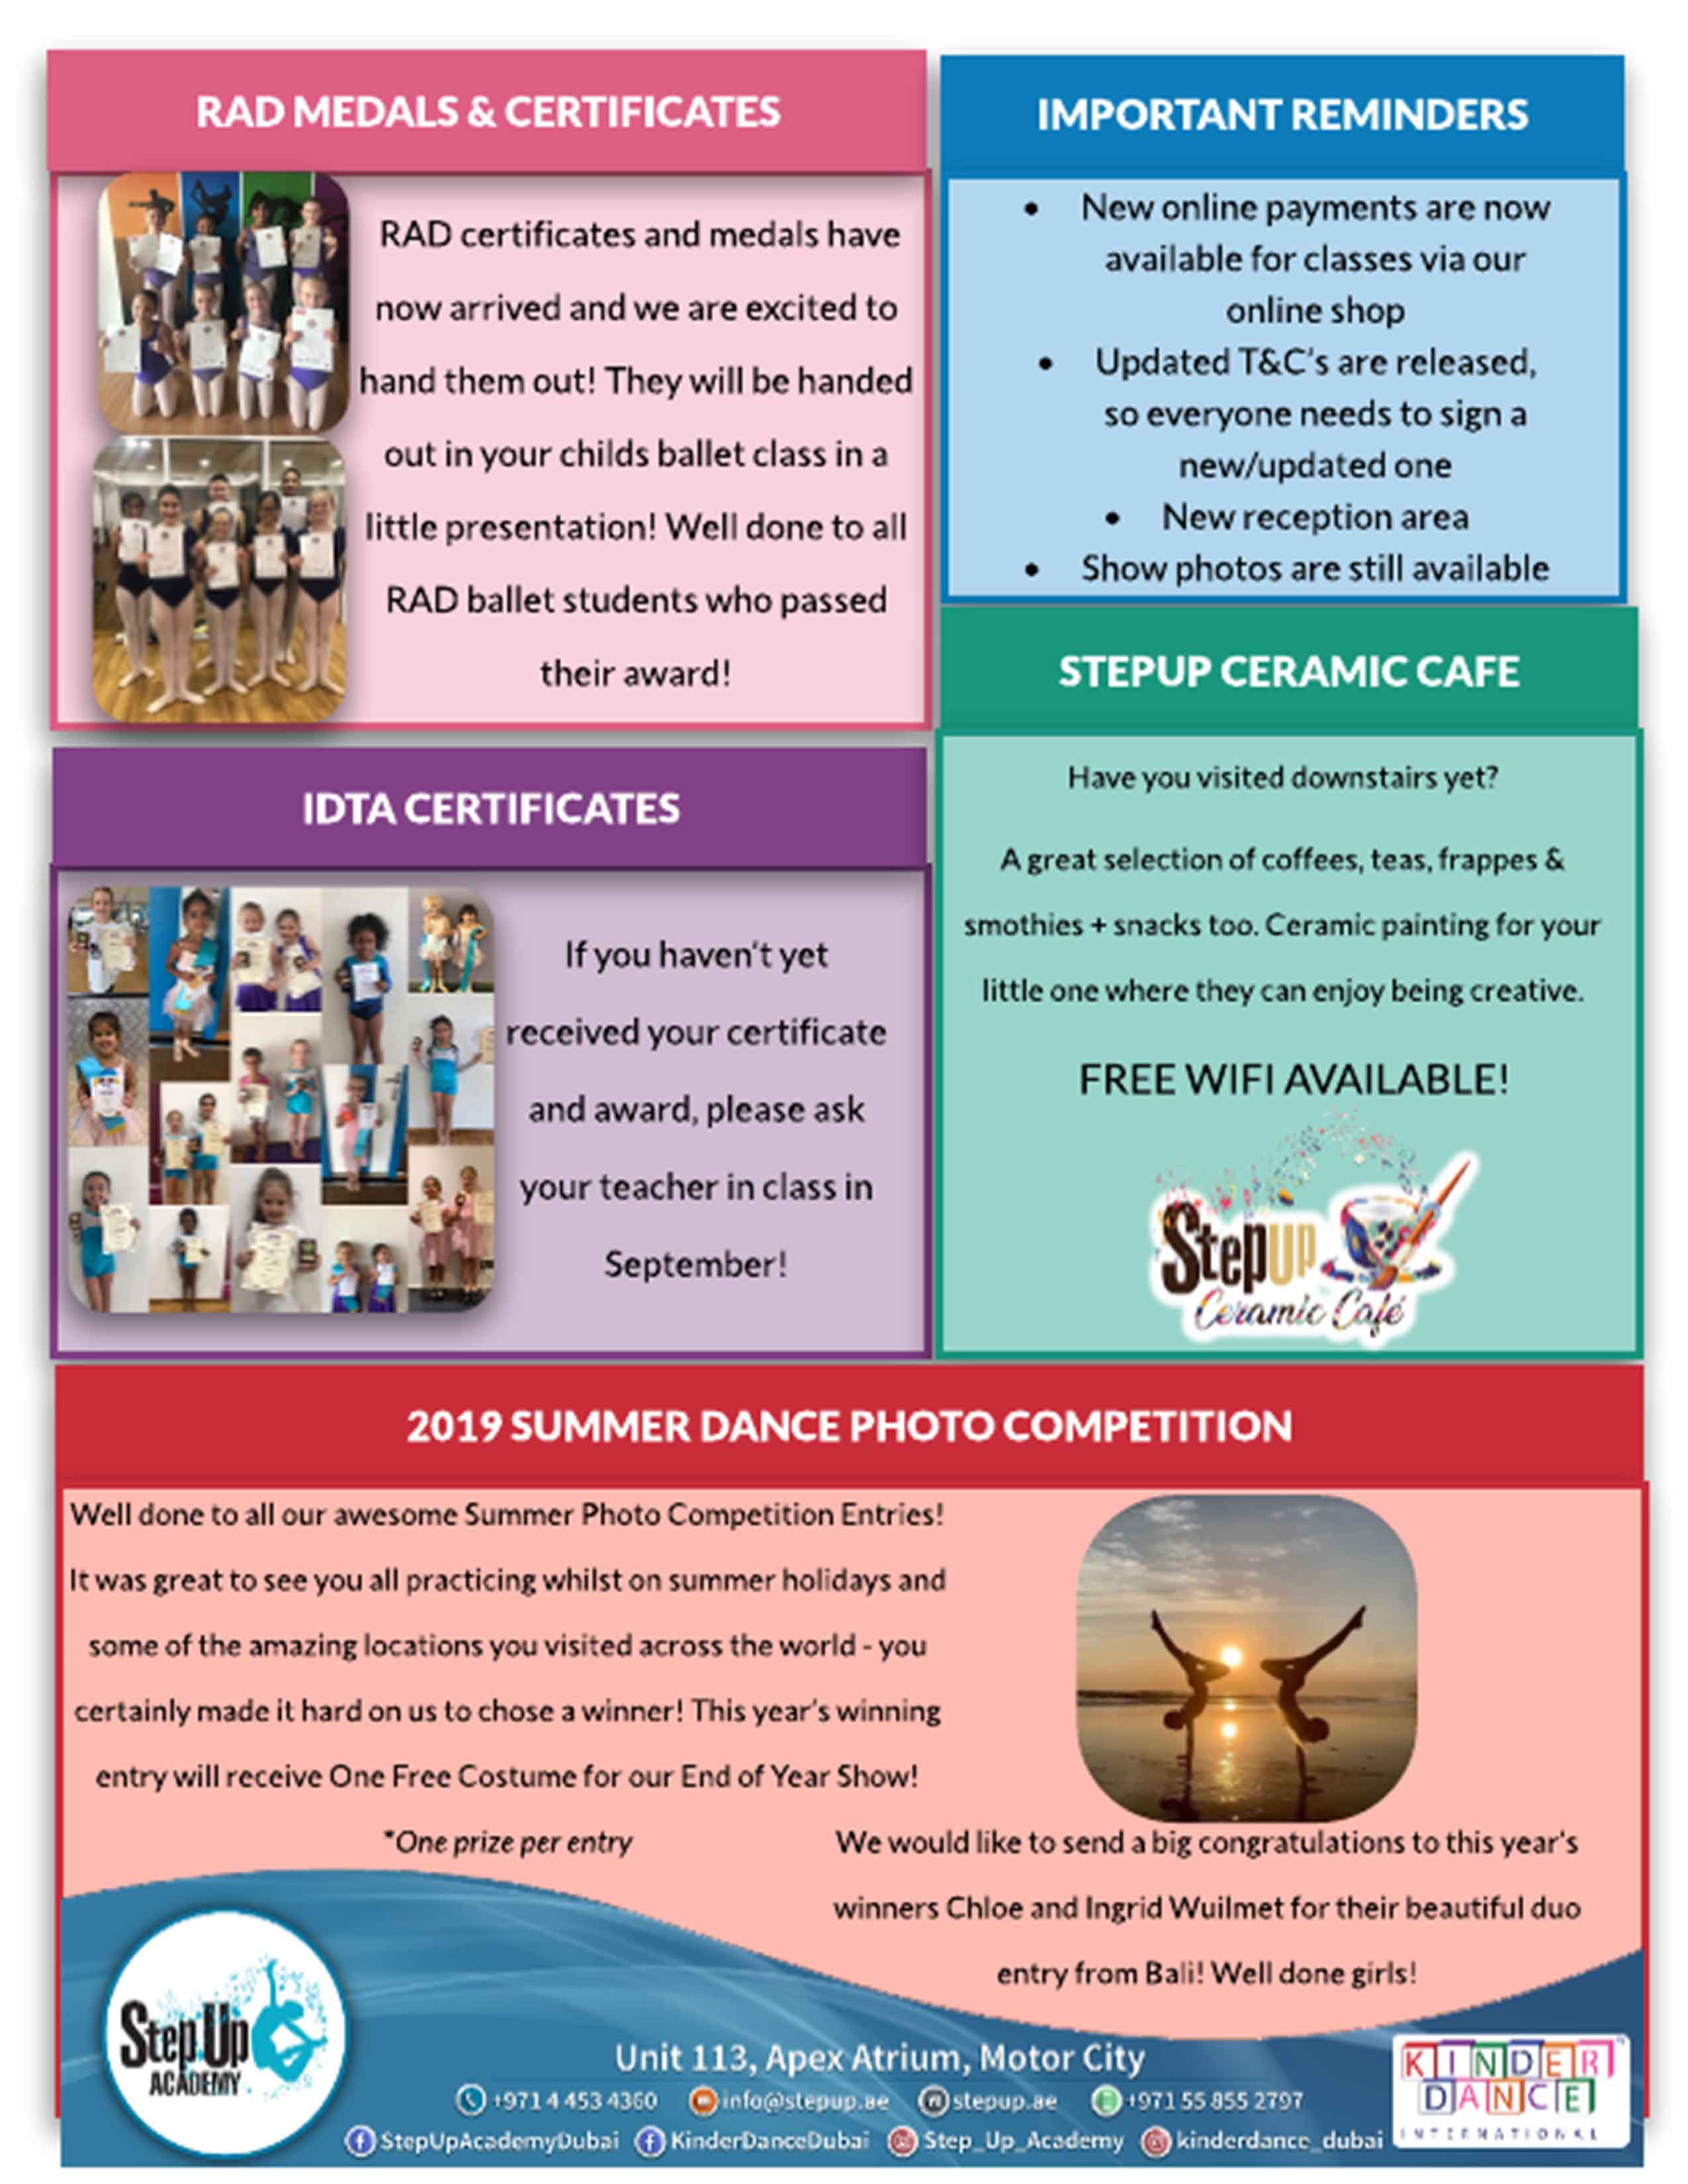 RAD MEDALS & CERTIFICATES
RAD certificates and medals have
now arrived and we are excited to
hand them out! They will be handed
out in your childs ballet class in a
little presentation! Well done to all
RAD ballet students who passed
their award!
IMPORTANT REMINDERS
• New online payments are now
available for classes via our
online shop
• Updated T&C's are released,
so everyone needs to sign a
new/updated one
• New reception area
• Show photos are still available
IDTA CERTIFICATES
If you haven't yet
received your certificate
and award, please ask
your teacher in class in
September!
STEPUP CERAMIC CAFE
Have you visited downstairs yet?
A great selection of coffees, teas, frappes &
smothies + snacks too. Ceramic painting for your
little one where they can enjoy being creative.
FREE WIFI AVAILABLE!
StepUP
Ceramic Café
2019 SUMMER DANCE PHOTO COMPETITION
Well done to all our awesome Summer Photo Competition Entries!
It was great to see you all practicing whilst on summer holidays and
some of the amazing locations you visited across the world - you
certainly made it hard on us to chose a winner! This year's winning
entry will receive One Free Costume for our End of Year Show!
*One prize per entry
We would like to send a big congratulations to this year's
winners Chloe and Ingrid Wuilmet for their beautiful duo
entry from Bali! Well done girls!
Step Up
ACADEMY
Unit 113, Apex Atrium, Motor City
+971 4 453 4360 info@stepup.ae stepup.ae +971 55 855 2797
StepUpAcademyDubai KinderDanceDubai Step_Up_Academy kinderdance_dubai
KINDER
DANCE
INTERNATIONAL